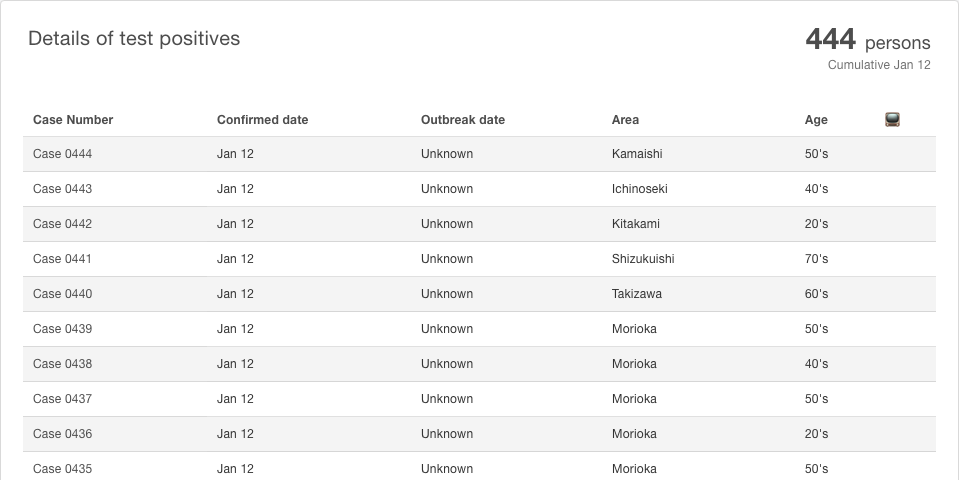 Details of test positives
444 persons
Cumulative Jan 12
Case Number Confirmed date Outbreak date Area Age
Case 0444 Jan 12 Unknown Kamaishi 50's
Case 0443 Jan 12 Unknown Ichinoseki 40's
Case 0442 Jan 12 Unknown Kitakami 20's
Case 0441 Jan 12 Unknown Shizukuishi 70's
Case 0440 Jan 12 Unknown Takizawa 60's
Case 0439 Jan 12 Unknown Morioka 50's
Case 0438 Jan 12 Unknown Morioka 40's
Case 0437 Jan 12 Unknown Morioka 50's
Case 0436 Jan 12 Unknown Morioka 20's
Case 0435 Jan 12 Unknown Morioka 50's